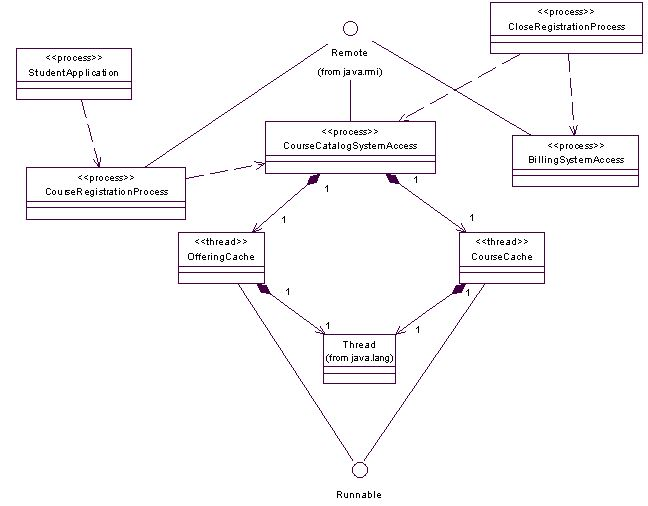 <<process>>
CloseRegistrationProcess
Remote
(from java.rmi)
<<process>>
StudentApplication
<<process>>
CourseCatalogSystemAccess
<<process>>
BillingSystemAccess
<<process>>
CourseRegistrationProcess
1
1
1
1
<<thread>>
OfferingCache
<<thread>>
CourseCache
1
1
1
1
Thread
(from java.lang)
Runnable